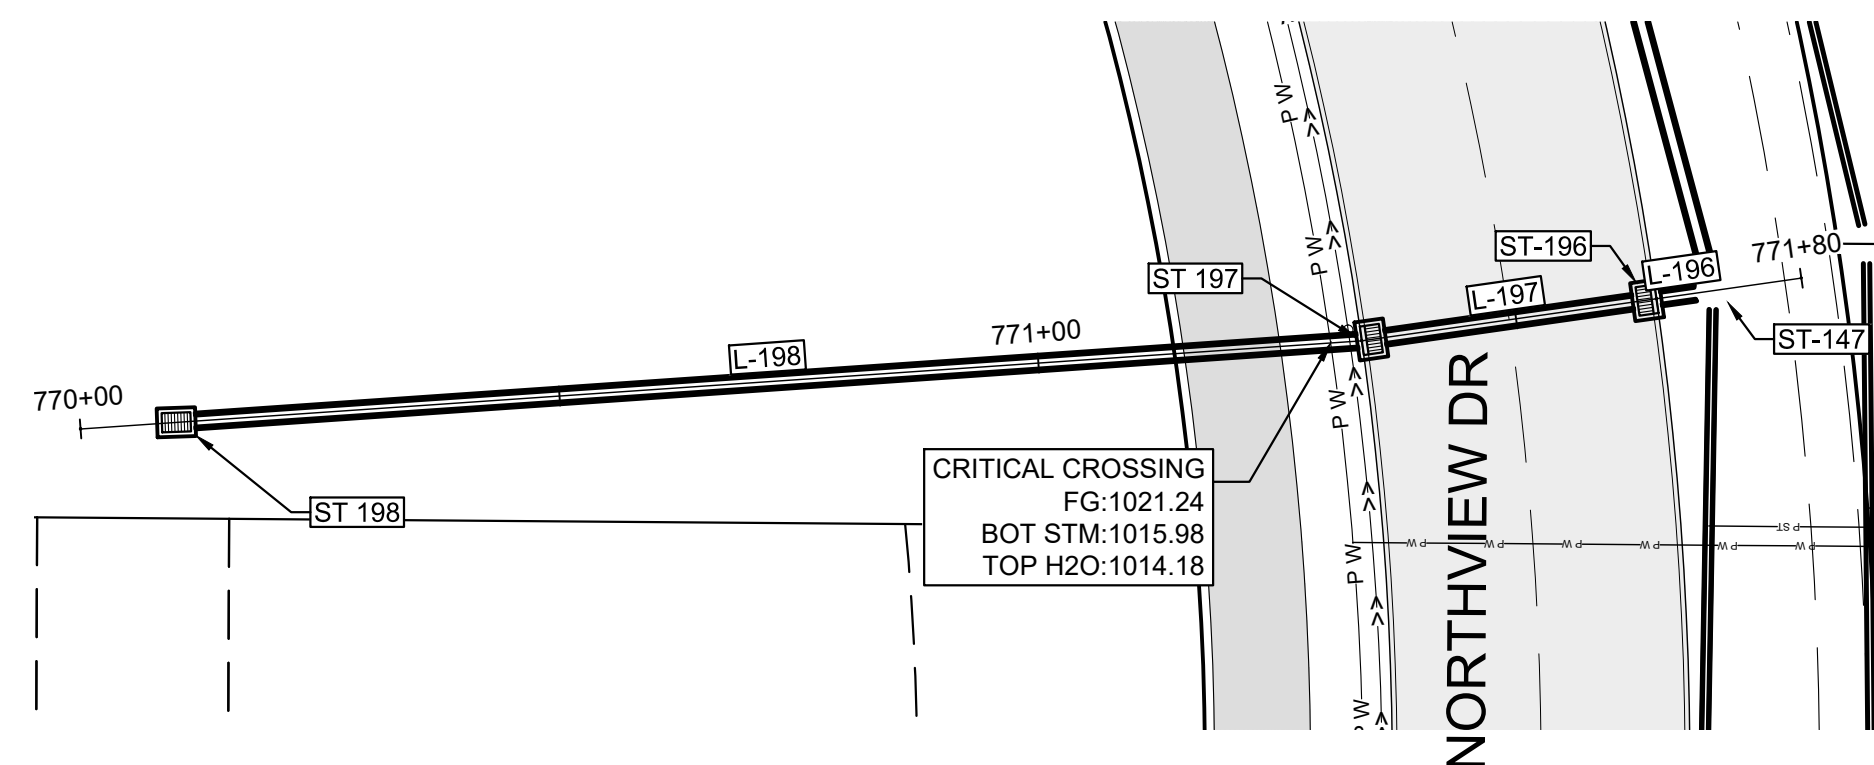 P W
P W
P W
P W
P W
771+80
ST-196
L-196
ST 197
L-197
ST-147
771+00
L-198
770+00
CRITICAL CROSSING
FG:1021.24
BOT STM:1015.98
TOP H2O:1014.18
ST 198
NORTHVIEW DR
P ST
P W
P W
P W
P W
P W
P W